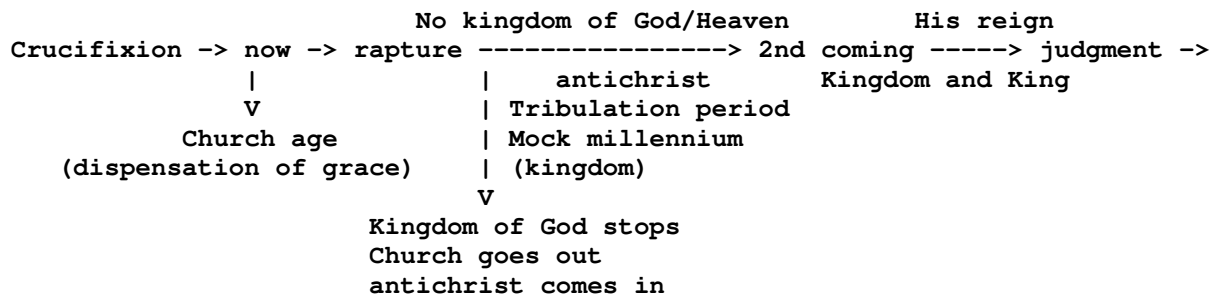 No kingdom of God/Heaven His reign
Crucifixion -> now -> rapture ----------------> 2nd coming -----> judgment ->
| | antichrist Kingdom and King
V | Tribulation period
Church age | Mock millennium
(dispensation of grace) | (kingdom)
V
Kingdom of God stops
Church goes out
antichrist comes in